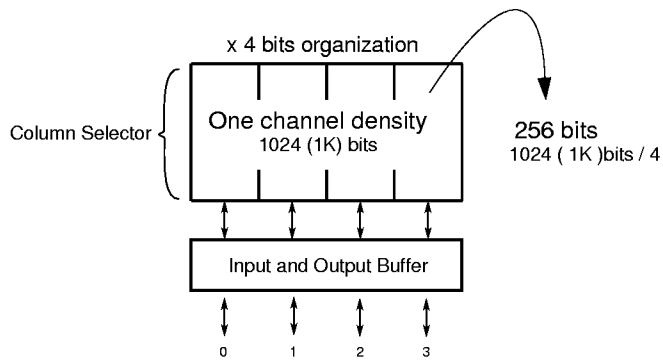 x 4 bits organization
Column Selector
One channel density
1024 (1K) bits
256 bits
1024 ( 1K )bits / 4
Input and Output Buffer
0 1 2 3